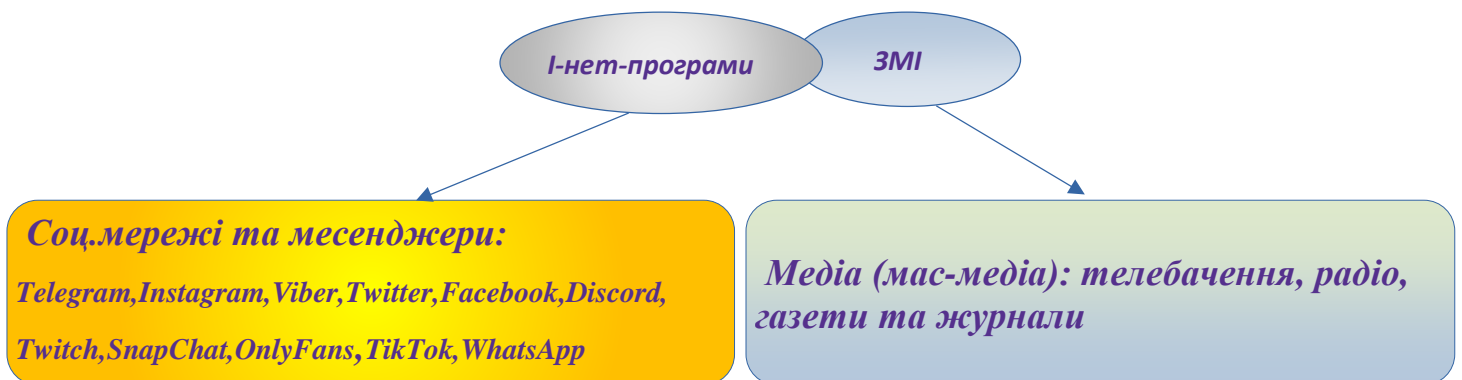 І-нет-програми
ЗМІ
Соц.мережі та месенджери:
Telegram,Instagram,Viber,Twitter,Facebook,Discord,
Twitch,SnapChat,OnlyFans,TikTok,WhatsApp
Медіа (мас-медіа): телебачення, радіо,
газети та журнали